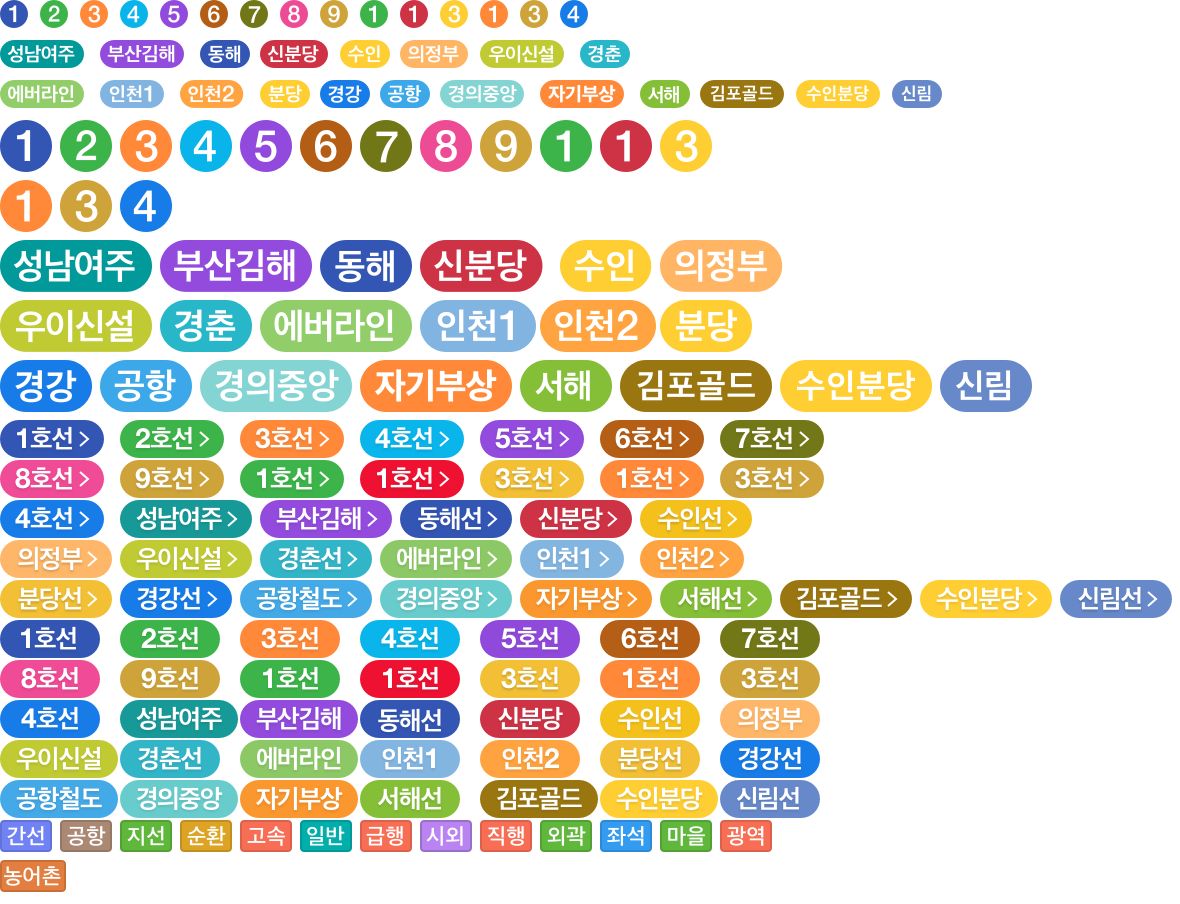 1 2 3 4 5 6 7 8 9 1 1 3 1 3 4
성남여주 부산김해 동해 신분당 수인 의정부 우이신설 경춘
에버라인 인천1 인천2 분당 경강 공항 경의중앙 자기부상 서해 김포골드 수인분당 신림
1 2 3 4 5 6 7 8 9 1 1 3
1 3 4
성남여주 부산김해 동해 신분당 수인 의정부
우이신설 경춘 에버라인 인천1 인천2 분당
경강 공항 경의중앙 자기부상 서해 김포골드 수인분당 신림
1호선 > 2호선 > 3호선 > 4호선 > 5호선 > 6호선 > 7호선 >
8호선 > 9호선 > 1호선 > 1호선 > 3호선 > 1호선 > 3호선 >
4호선 > 성남여주 > 부산김해 > 동해선 > 신분당 > 수인선 >
의정부 > 우이신설 > 경춘선 > 에버라인 > 인천1 > 인천2 >
분당선 > 경강선 > 공항철도 > 경의중앙 > 자기부상 > 서해선 > 김포골드 > 수인분당 > 신림선 >
1호선 2호선 3호선 4호선 5호선 6호선 7호선
8호선 9호선 1호선 1호선 3호선 1호선 3호선
4호선 성남여주 부산김해 동해선 신분당 수인선 의정부
우이신설 경춘선 에버라인 인천1 인천2 분당선 경강선
공항철도 경의중앙 자기부상 서해선 김포골드 수인분당 신림선
간선 공항 지선 순환 고속 일반 급행 시외 직행 외곽 좌석 마을 광역
농어촌